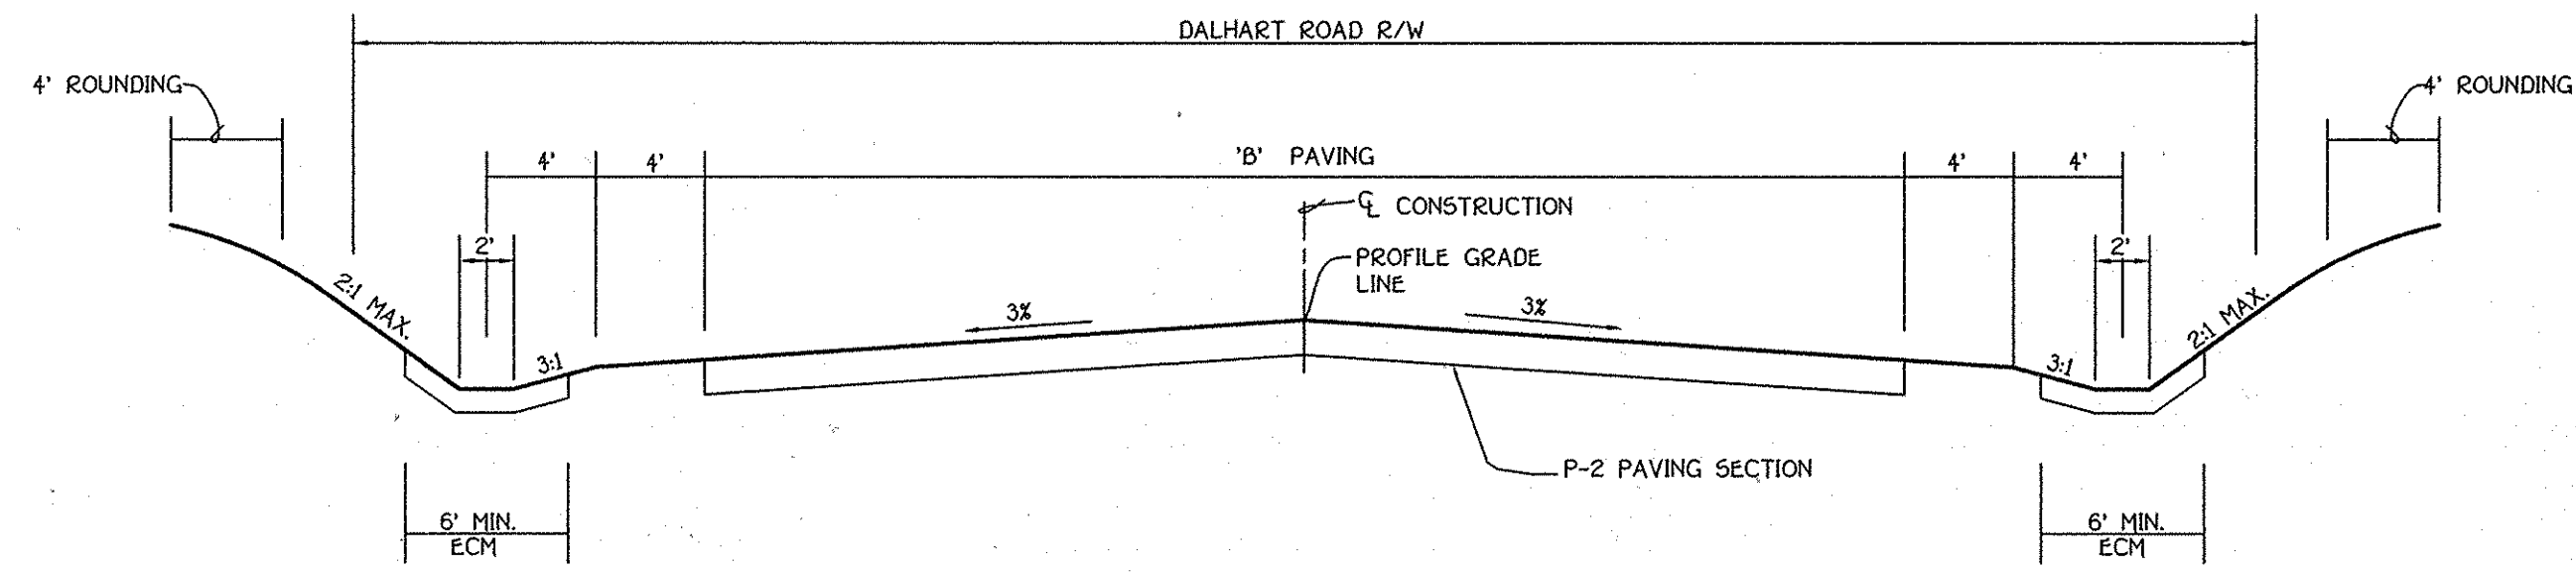 DALHART ROAD R/W
4' ROUNDING
4' ROUNDING
4'
4'
'B' PAVING
4'
4'
℄ CONSTRUCTION
2'
PROFILE GRADE
LINE
2'
2:1 MAX.
3%
3%
2:1 MAX.
3:1
3:1
P-2 PAVING SECTION
6' MIN.
ECM
6' MIN.
ECM